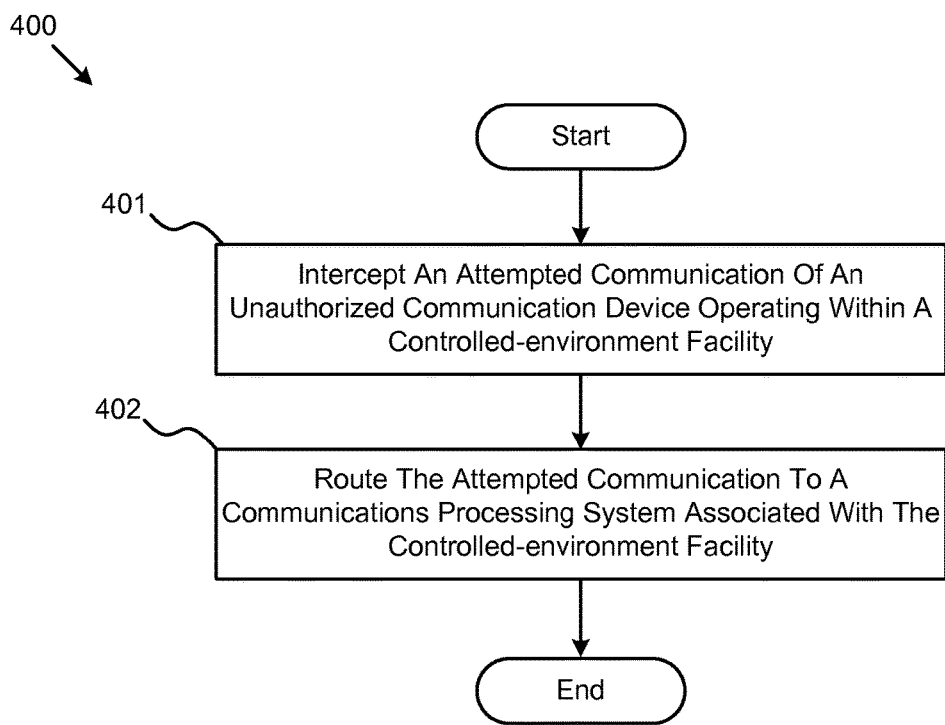 400
Start
401
Intercept An Attempted Communication Of An
Unauthorized Communication Device Operating Within A
Controlled-environment Facility
402
Route The Attempted Communication To A
Communications Processing System Associated With The
Controlled-environment Facility
End